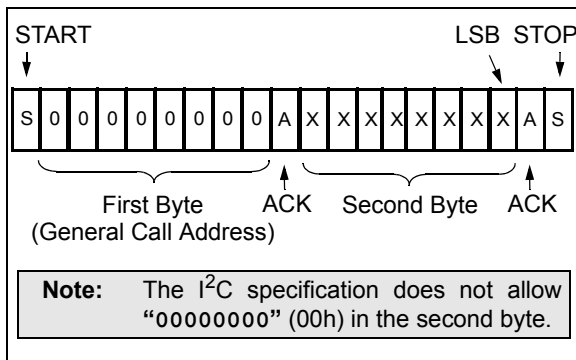 START LSB STOP
S 0 0 0 0 0 0 0 0 A X X X X X X X X A S
First Byte ACK Second Byte ACK
(General Call Address)
Note: The I²C specification does not allow
“00000000” (00h) in the second byte.